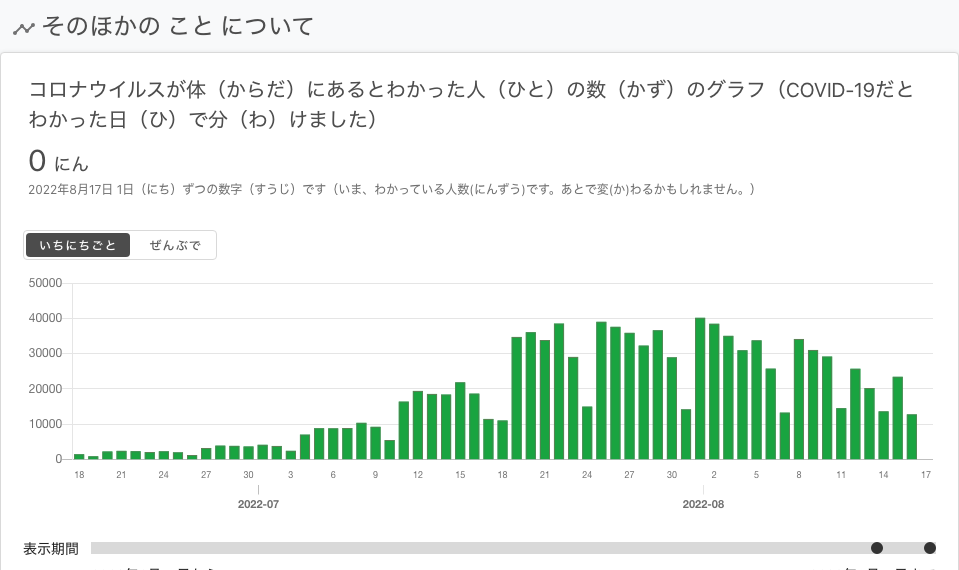 そのほかの こと について
コロナウイルスが体（からだ）にあるとわかった人（ひと）の数（かず）のグラフ（COVID-19だと
わかった日（ひ）で分（わ）けました）
0 にん
2022年8月17日 1日（にち）ずつの数字（すうじ）です（いま、わかっている人数(にんずう)です。あとで変(か)わるかもしれません。）
いちにちごと ぜんぶで
50000
40000
30000
20000
10000
0
18 21 24 27 30 3 6 9 12 15 18 21 24 27 30 2 5 8 11 14 17
2022-07 2022-08
表示期間